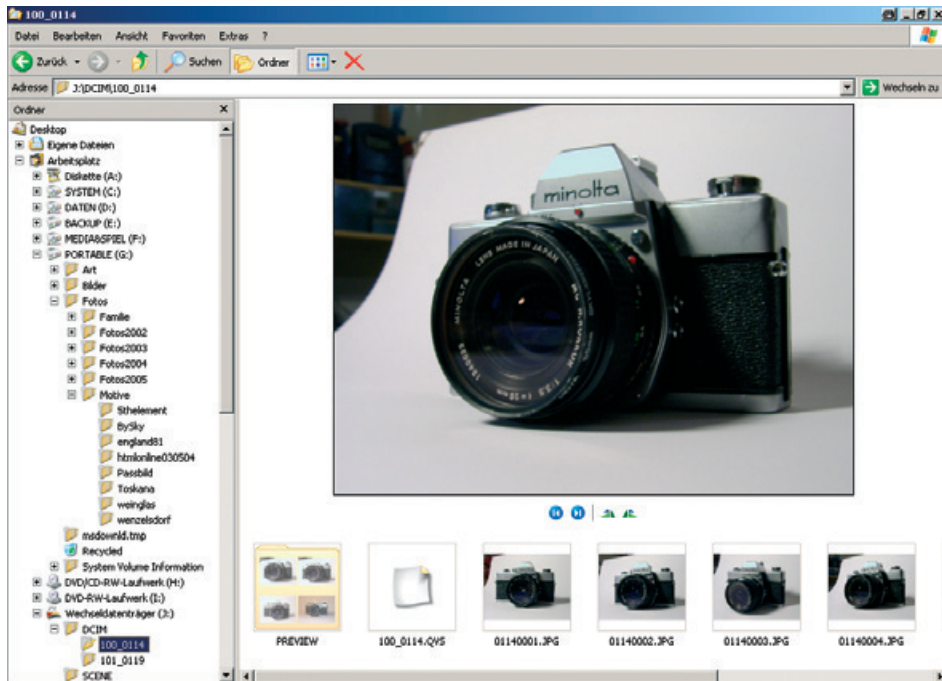 100_0114
Datei Bearbeiten Ansicht Favoriten Extras ?
Zurück Suchen Ordner
Adresse J:\DCIM\100_0114 Wechseln zu
Ordner x
Desktop
Eigene Dateien
Arbeitsplatz
Diskette (A:)
SYSTEM (C:)
DATEN (D:)
BACKUP (E:)
MEDIA&SPIEL (F:)
PORTABLE (G:)
Art
Bilder
Fotos
Familie
Fotos2002
Fotos2003
Fotos2004
Fotos2005
Motive
5thelement
BySky
england81
htmlonline030504
Passbild
Toskana
weinglas
wenzelsdorf
msdownld.tmp
Recycled
System Volume Information
DVD/CD-RW-Laufwerk (H:)
DVD-RW-Laufwerk (I:)
Wechseldatenträger (J:)
DCIM
100_0114
101_0119
SCENE
minolta
LENS MADE IN JAPAN
MINOLTA
PREVIEW 100_0114.QVS 01140001.JPG 01140002.JPG 01140003.JPG 01140004.JPG